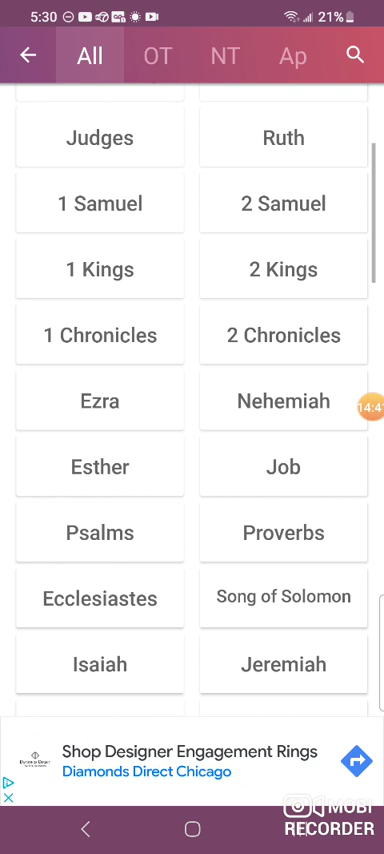 5:30 21%
All OT NT Ap
Judges Ruth
1 Samuel 2 Samuel
1 Kings 2 Kings
1 Chronicles 2 Chronicles
Ezra Nehemiah
14:41
Esther Job
Psalms Proverbs
Ecclesiastes Song of Solomon
Isaiah Jeremiah
Shop Designer Engagement Rings
Diamonds Direct Chicago
MOBI
RECORDER